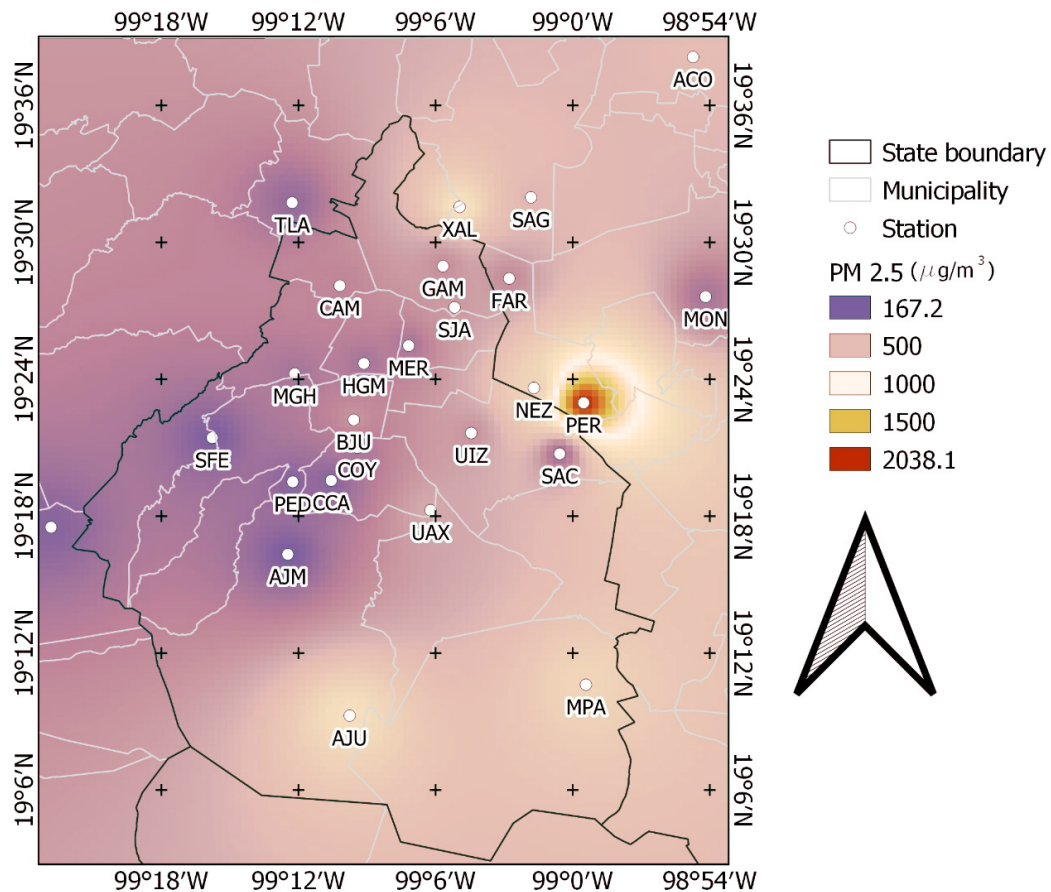 99°18′W 99°12′W 99°6′W 99°0′W 98°54′W
19°36′N
19°36′N
ACO
TLA
XAL
SAG
19°30′N
19°30′N
GAM
FAR
CAM
MON
SJA
MER
HGM
MGH
19°24′N
19°24′N
NEZ
PER
BJU
UIZ
SFE
COY
SAC
PED
CCA
19°18′N
19°18′N
UAX
AJM
19°12′N
19°12′N
MPA
AJU
19°6′N
19°6′N
99°18′W 99°12′W 99°6′W 99°0′W 98°54′W
State boundary
Municipality
Station
PM 2.5 (μg/m³)
167.2
500
1000
1500
2038.1